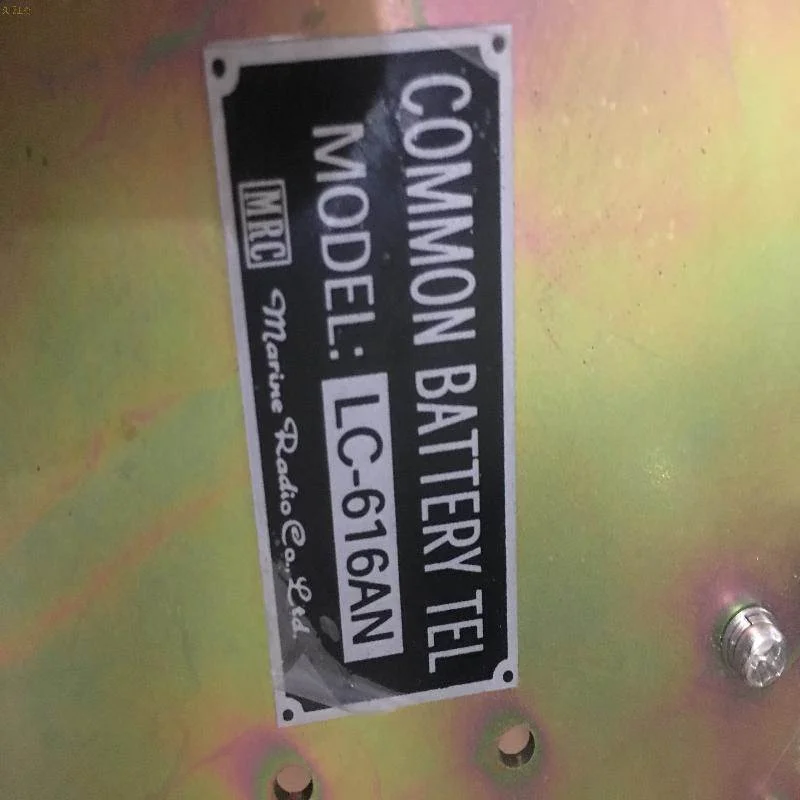 COMMON BATTERY TEL
MODEL: LC-616AN
MRC Marine Radio Co., Ltd.